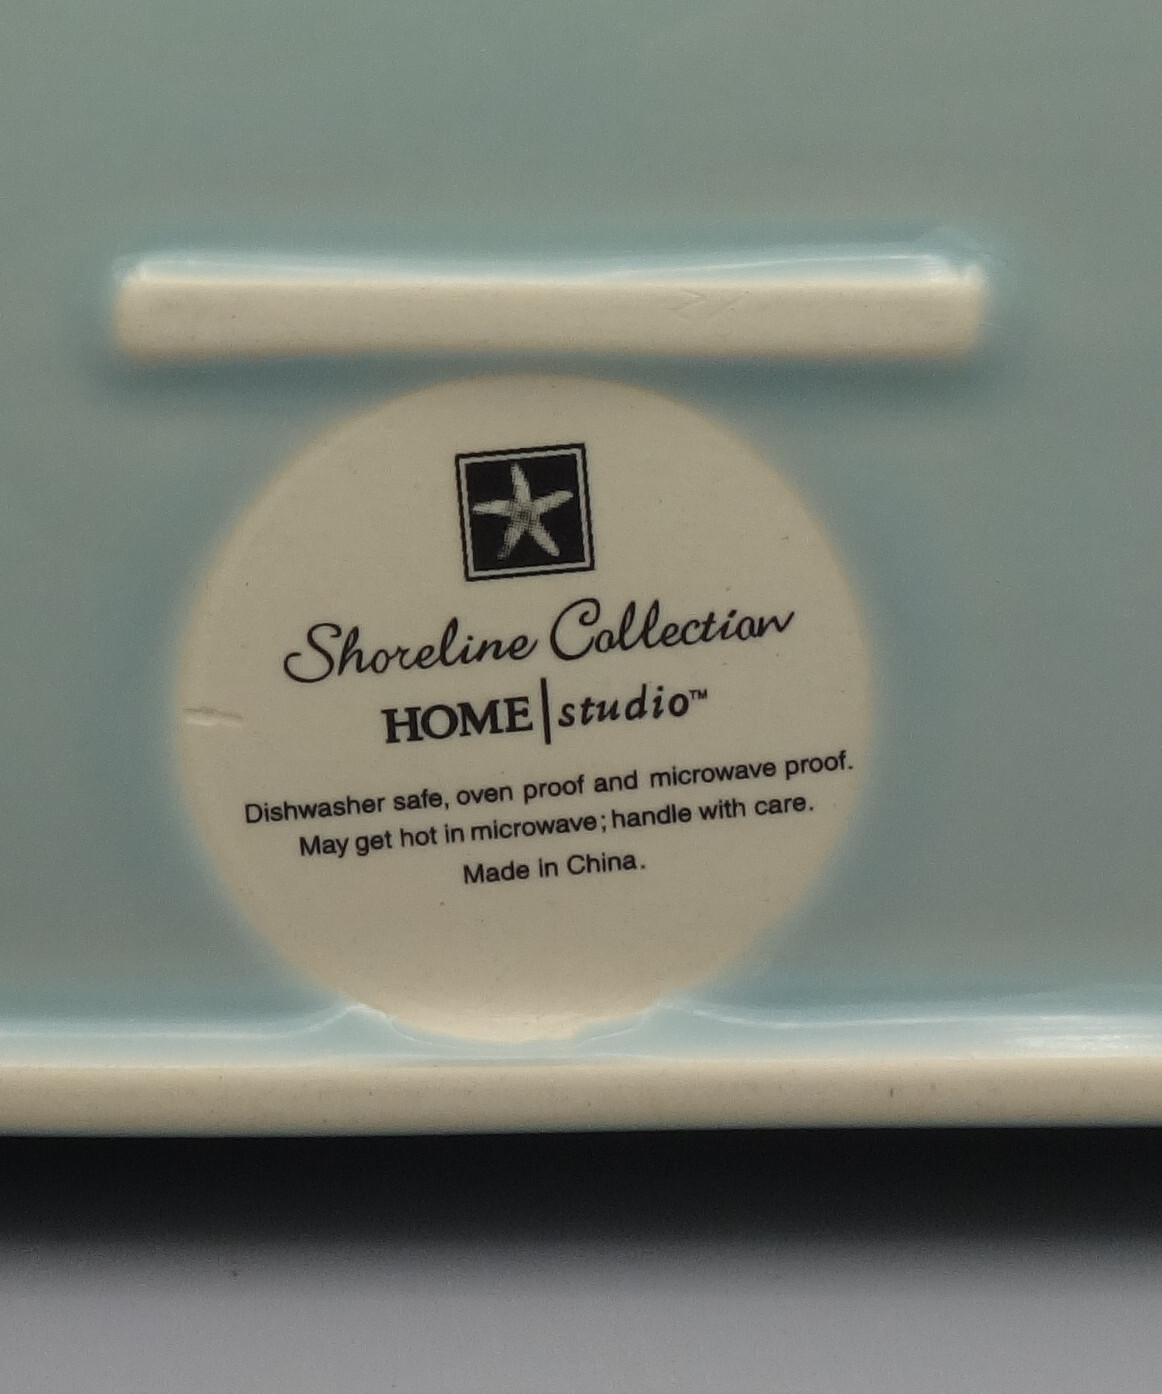 Shoreline Collection
HOME|studio™
Dishwasher safe, oven proof and microwave proof.
May get hot in microwave; handle with care.
Made in China.